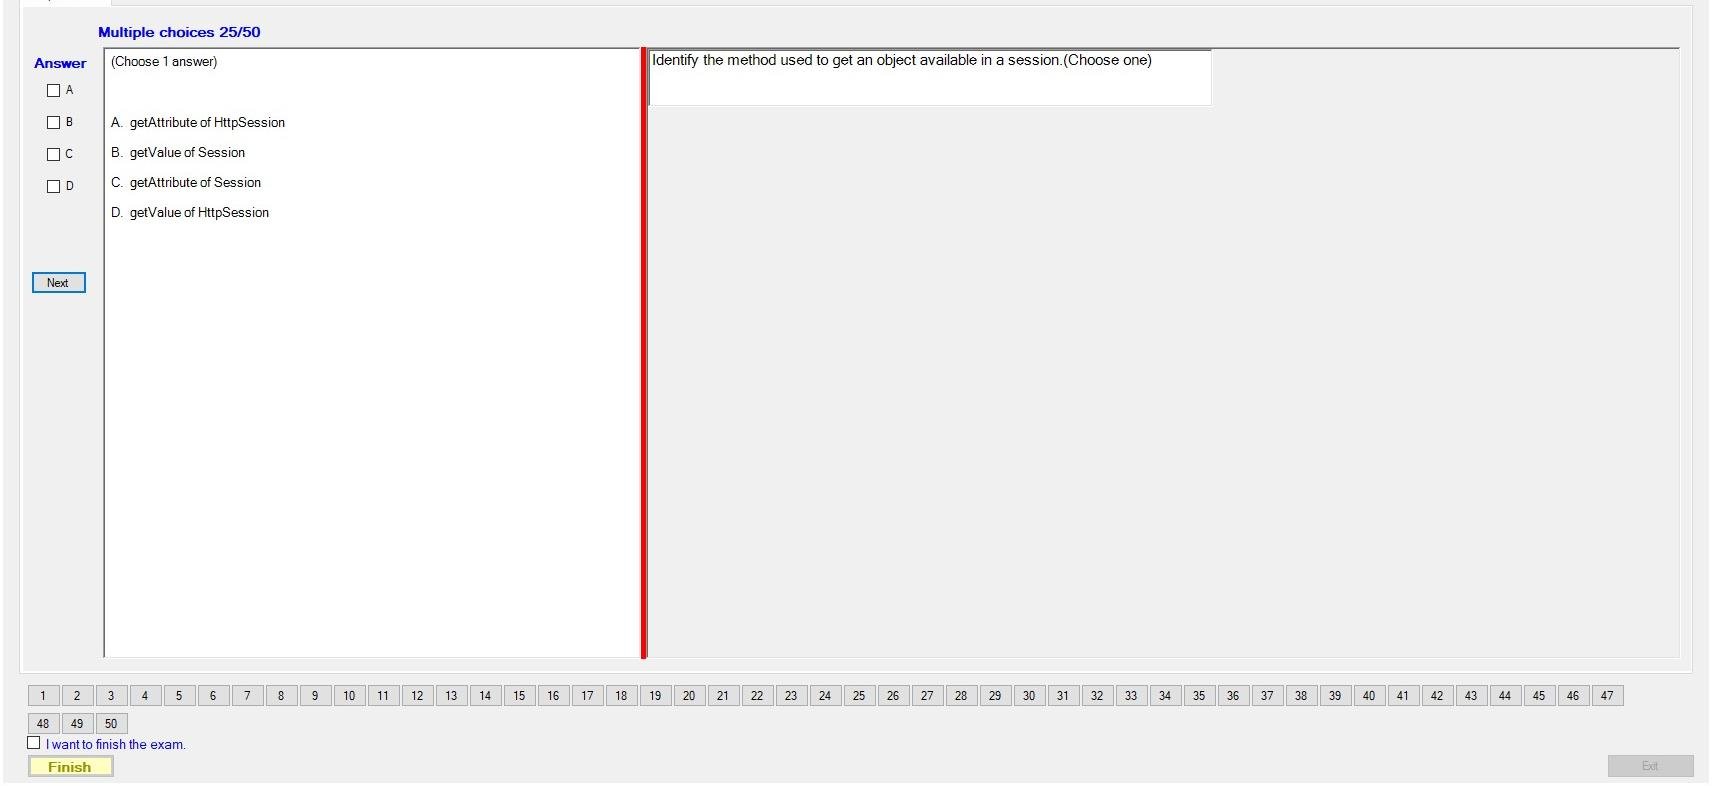 Multiple choices 25/50
Answer
(Choose 1 answer)
Identify the method used to get an object available in a session.(Choose one)
A
B
C
D
A. getAttribute of HttpSession
B. getValue of Session
C. getAttribute of Session
D. getValue of HttpSession
Next
1 2 3 4 5 6 7 8 9 10 11 12 13 14 15 16 17 18 19 20 21 22 23 24 25 26 27 28 29 30 31 32 33 34 35 36 37 38 39 40 41 42 43 44 45 46 47
48 49 50
I want to finish the exam.
Finish
Exit